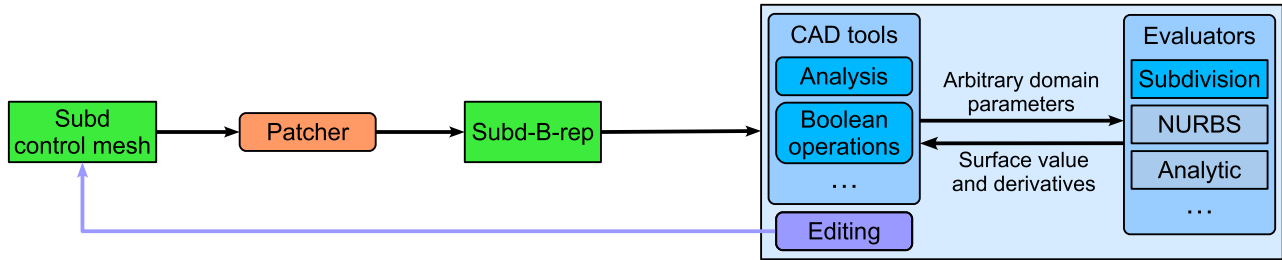 Subd
control mesh
Patcher
Subd-B-rep
CAD tools
Analysis
Boolean
operations
...
Editing
Arbitrary domain
parameters
Surface value
and derivatives
Evaluators
Subdivision
NURBS
Analytic
...